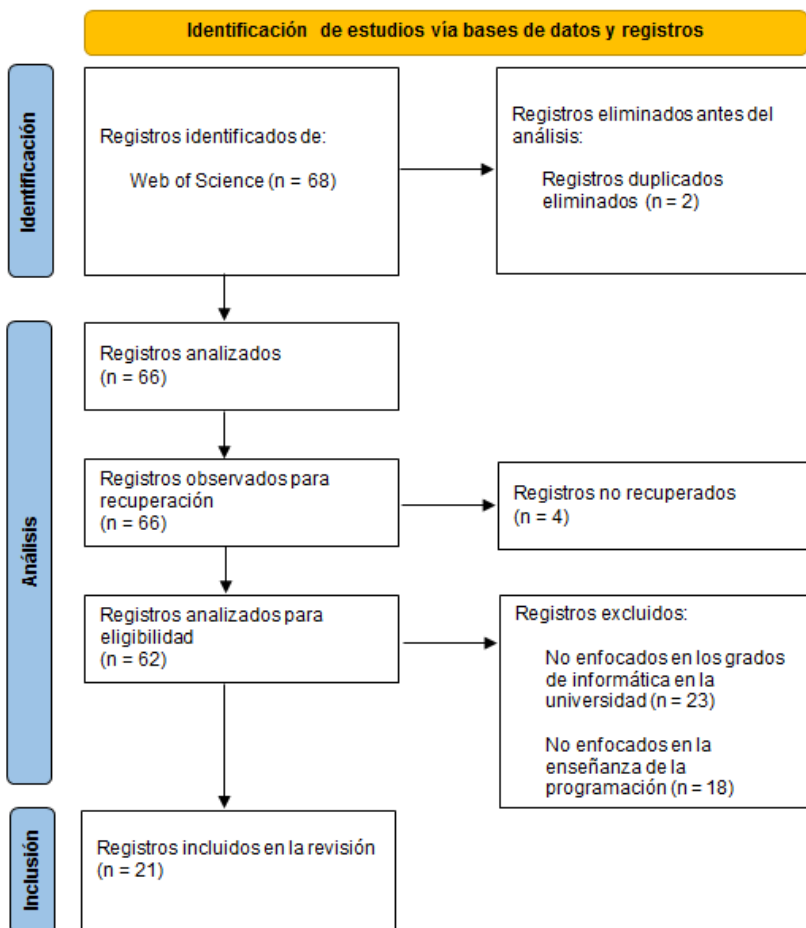 Identificación de estudios vía bases de datos y registros
Identificación
Registros identificados de:
Web of Science (n = 68)
Registros eliminados antes del
análisis:
Registros duplicados
eliminados (n = 2)
Análisis
Registros analizados
(n = 66)
Registros observados para
recuperación
(n = 66)
Registros no recuperados
(n = 4)
Registros analizados para
eligibilidad
(n = 62)
Registros excluidos:
No enfocados en los grados
de informática en la
universidad (n = 23)
No enfocados en la
enseñanza de la
programación (n = 18)
Inclusión
Registros incluidos en la revisión
(n = 21)